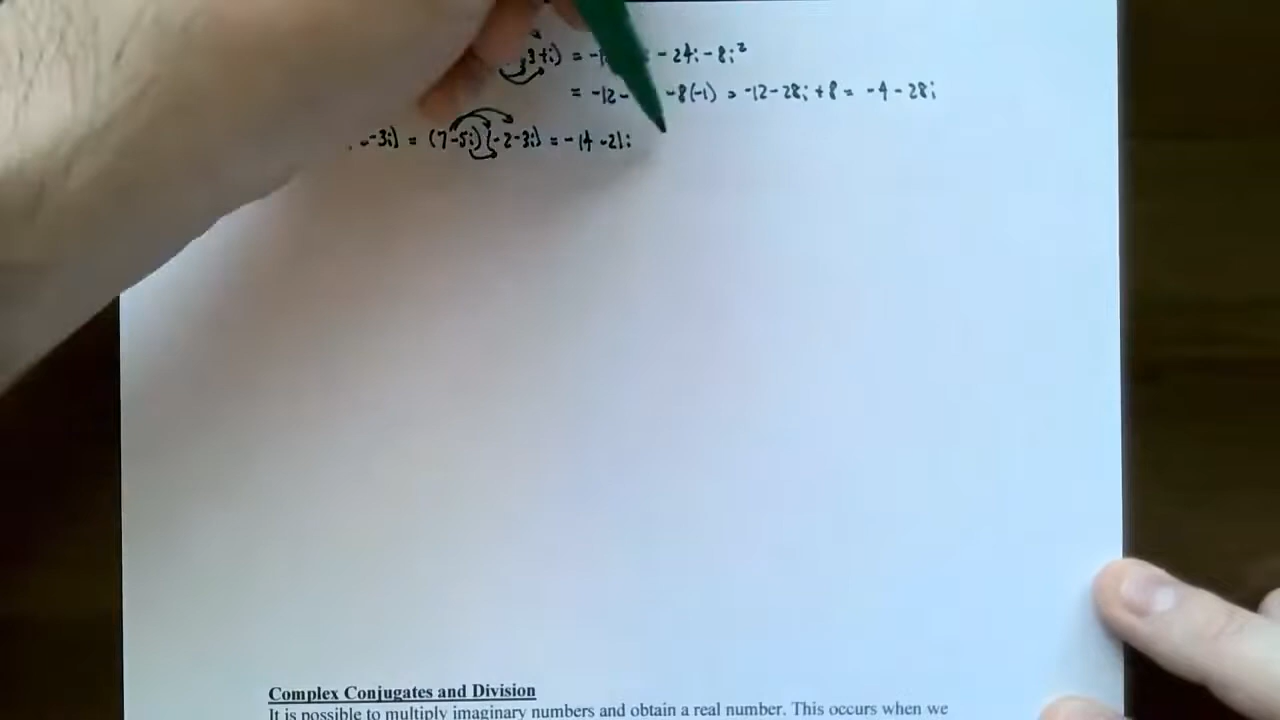 3+i) = -1 - 24i - 8i²
= -12 - -8(-1) = -12 - 28i + 8 = -4 - 28i
-3i) = (7-5i)(-2-3i) = -14 -21i
Complex Conjugates and Division
It is possible to multiply imaginary numbers and obtain a real number. This occurs when we